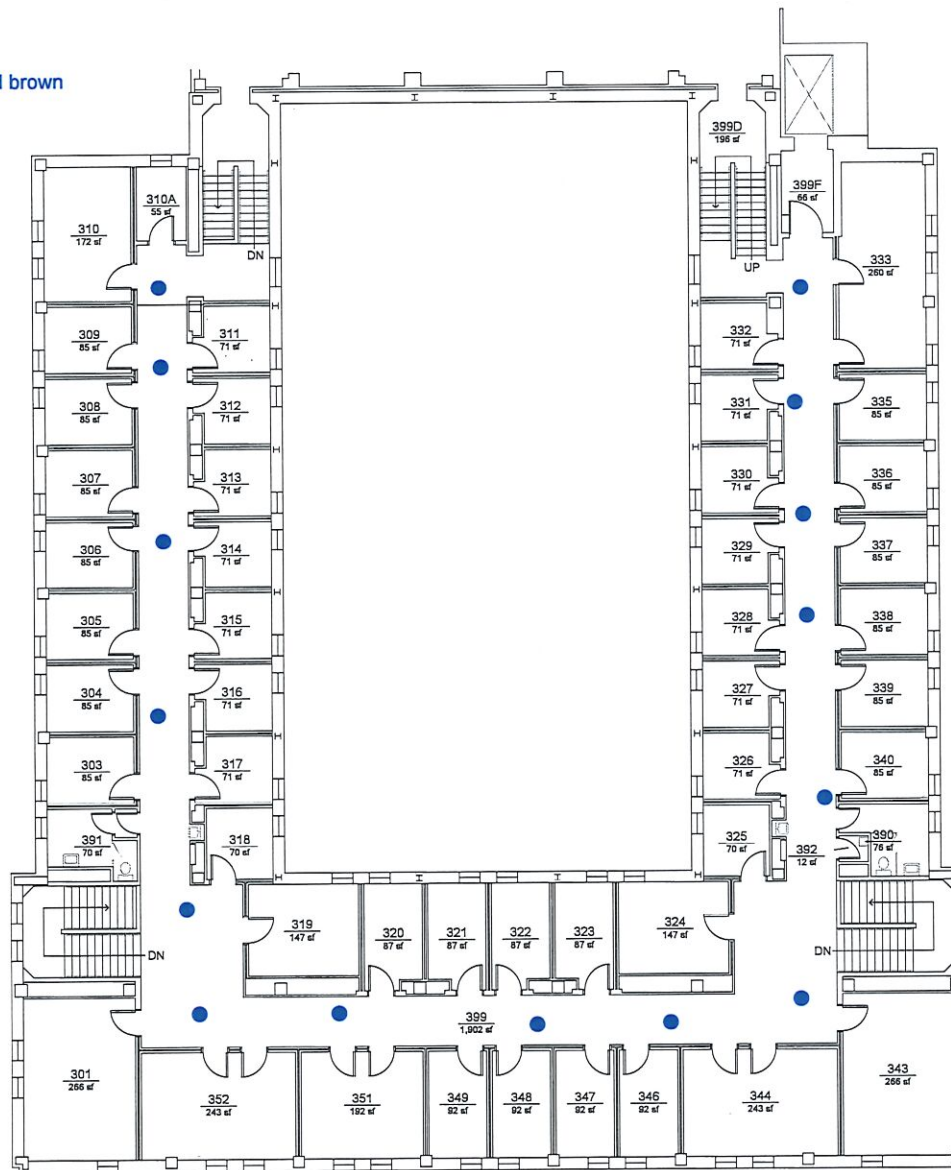 brown
399D
196 sf
310A
55 sf
399F
66 sf
310
172 sf
DN
UP
333
260 sf
309
85 sf
311
71 sf
332
71 sf
308
85 sf
312
71 sf
331
71 sf
335
85 sf
307
85 sf
313
71 sf
330
71 sf
336
85 sf
306
85 sf
314
71 sf
329
71 sf
337
85 sf
305
85 sf
315
71 sf
328
71 sf
338
85 sf
304
85 sf
316
71 sf
327
71 sf
339
85 sf
303
85 sf
317
71 sf
326
71 sf
340
85 sf
391
70 sf
318
70 sf
325
70 sf
392
12 sf
390
76 sf
319
147 sf
320
87 sf
321
87 sf
322
87 sf
323
87 sf
324
147 sf
DN
DN
399
1,902 sf
301
266 sf
352
243 sf
351
192 sf
349
92 sf
348
92 sf
347
92 sf
346
92 sf
344
243 sf
343
266 sf